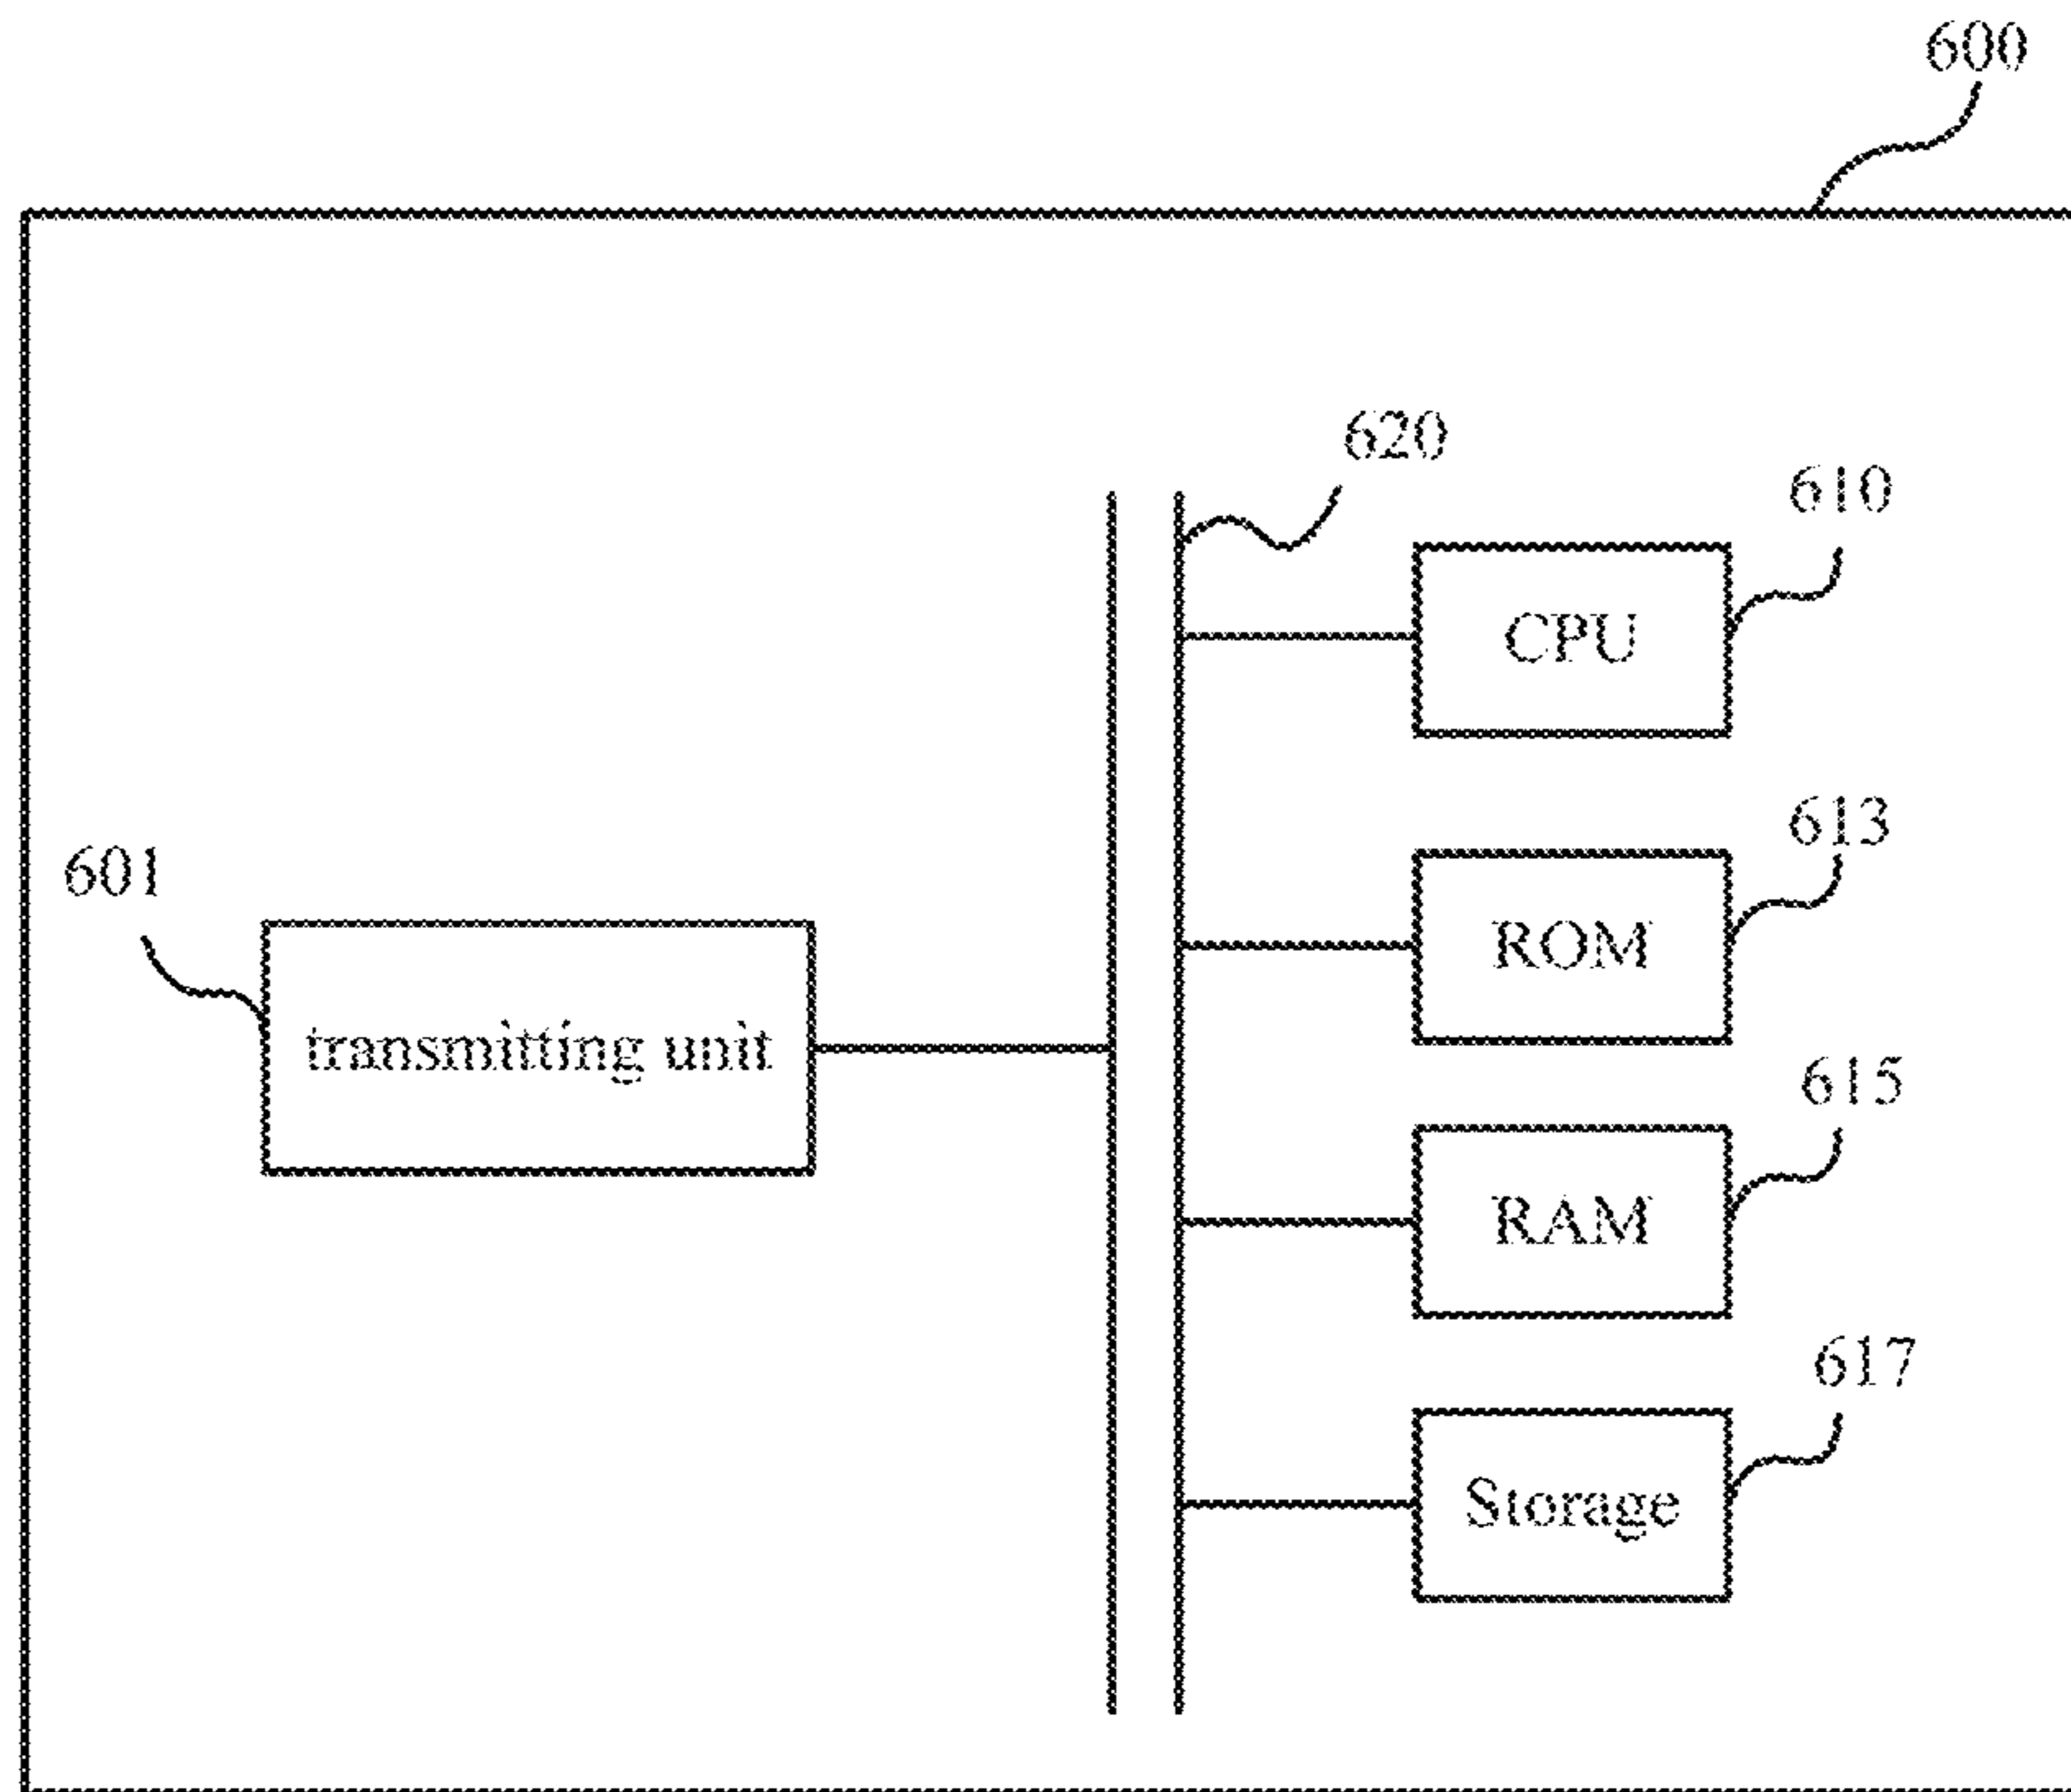 600
620
610
CPU
613
601
ROM
transmitting unit
615
RAM
617
Storage